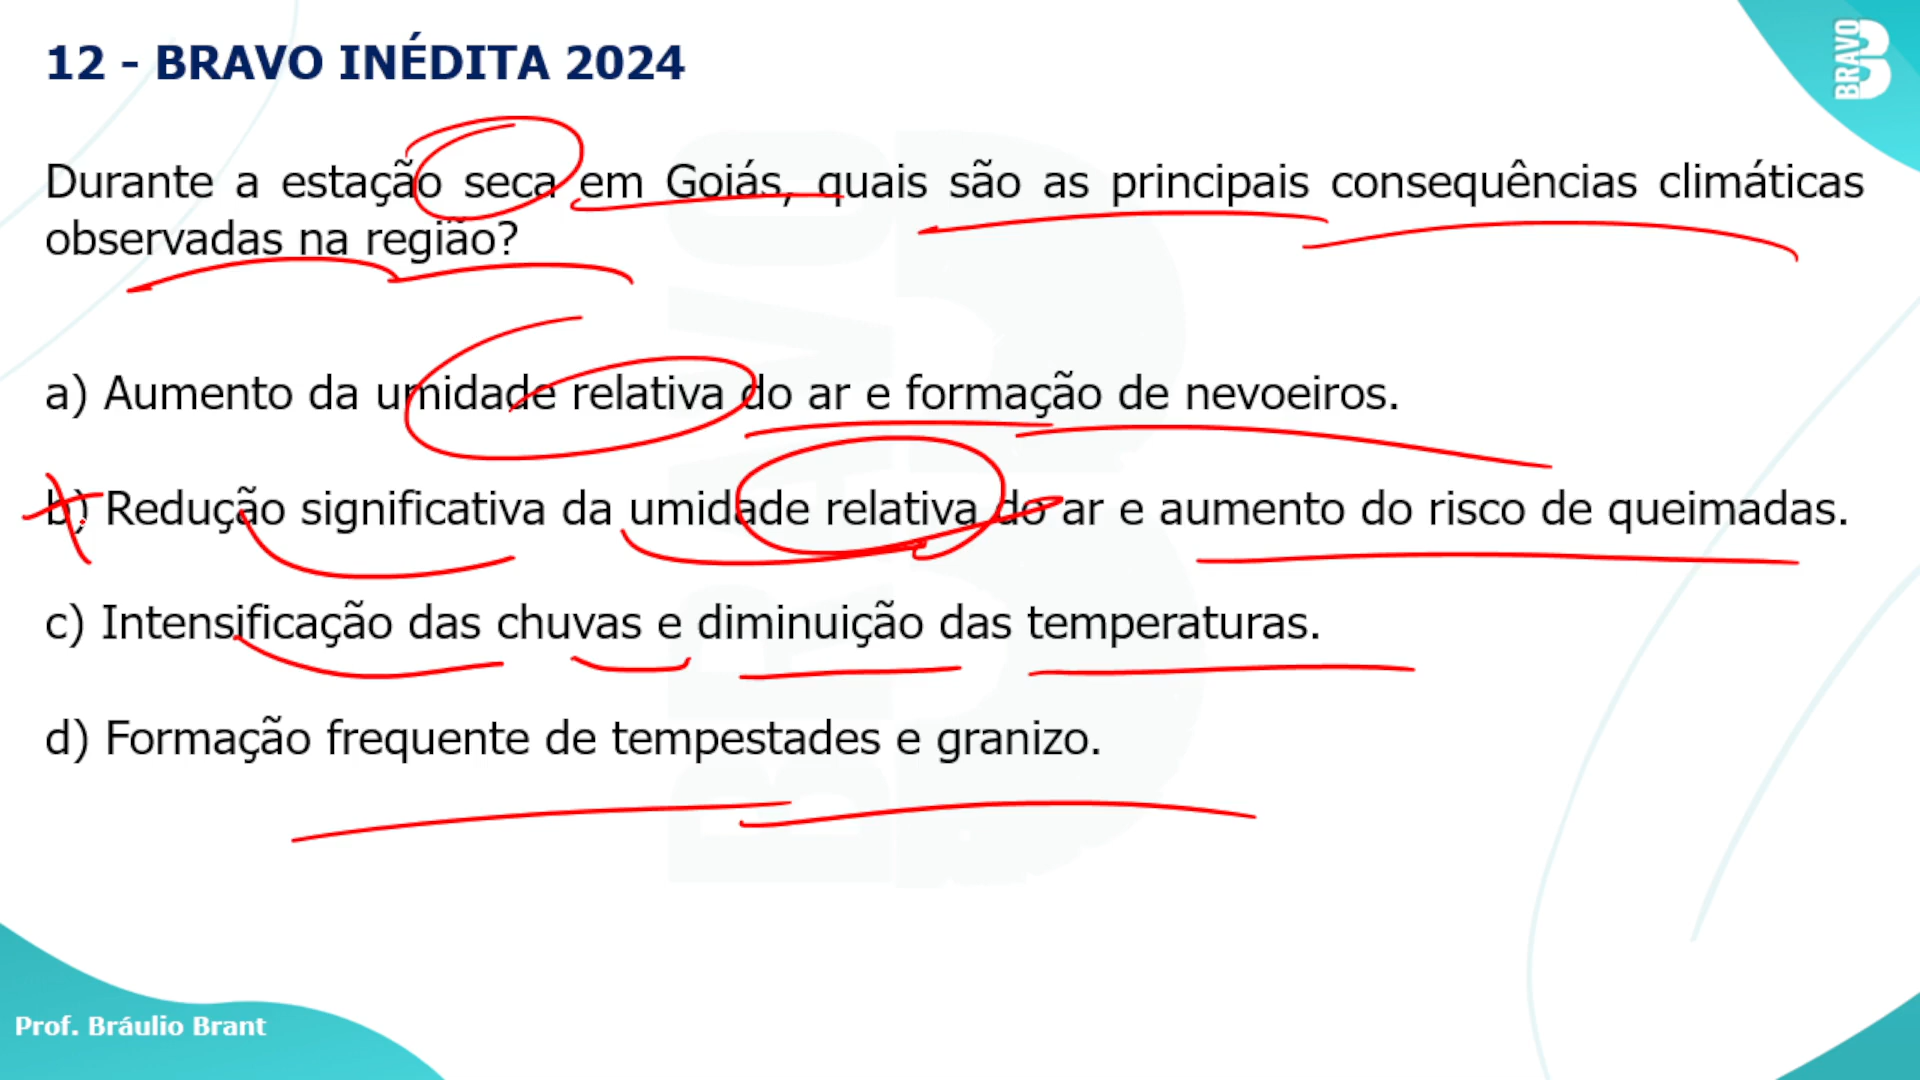 12 - BRAVO INÉDITA 2024
BRAVO
Durante a estação seca em Goiás, quais são as principais consequências climáticas
observadas na região?
a) Aumento da umidade relativa do ar e formação de nevoeiros.
b) Redução significativa da umidade relativa do ar e aumento do risco de queimadas.
c) Intensificação das chuvas e diminuição das temperaturas.
d) Formação frequente de tempestades e granizo.
BRAVO
Prof. Bráulio Brant